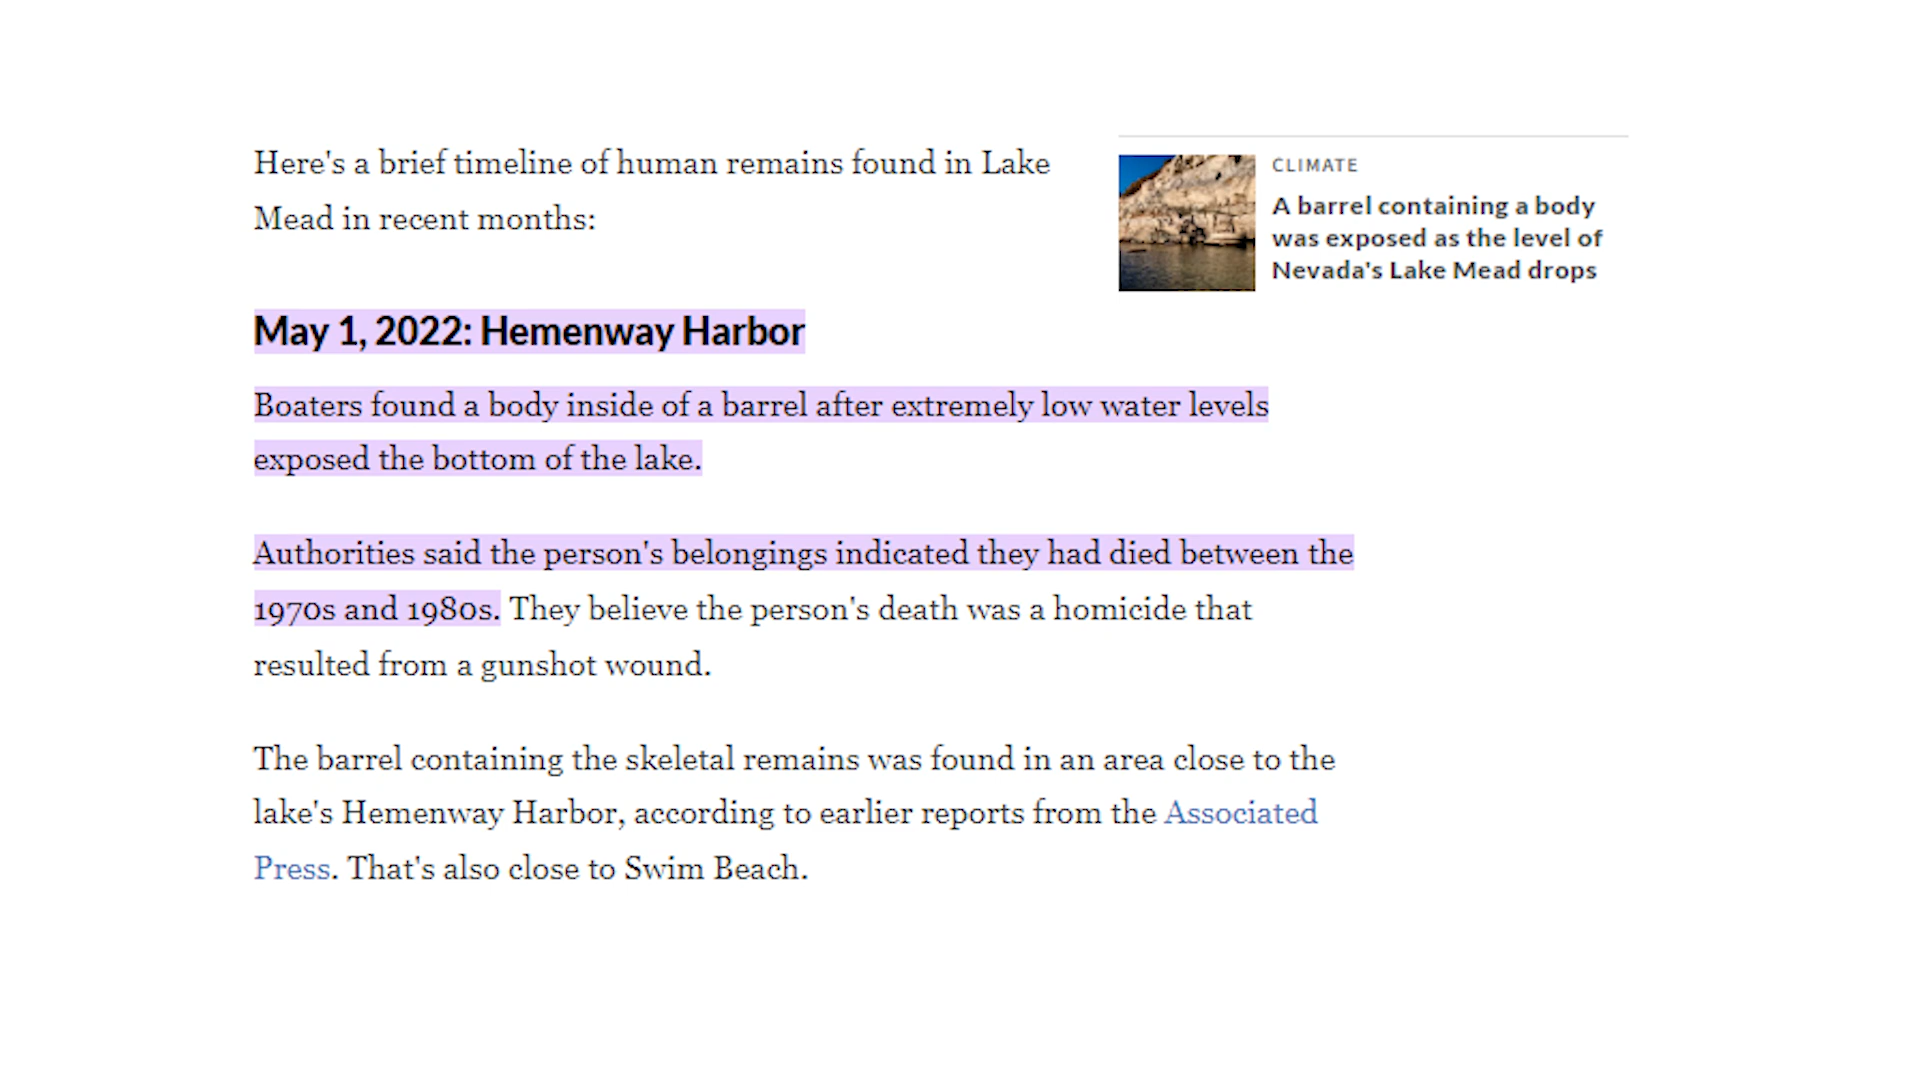 Here's a brief timeline of human remains found in Lake
Mead in recent months:
CLIMATE
A barrel containing a body
was exposed as the level of
Nevada's Lake Mead drops
May 1, 2022: Hemenway Harbor
Boaters found a body inside of a barrel after extremely low water levels
exposed the bottom of the lake.
Authorities said the person's belongings indicated they had died between the
1970s and 1980s. They believe the person's death was a homicide that
resulted from a gunshot wound.
The barrel containing the skeletal remains was found in an area close to the
lake's Hemenway Harbor, according to earlier reports from the Associated
Press. That's also close to Swim Beach.